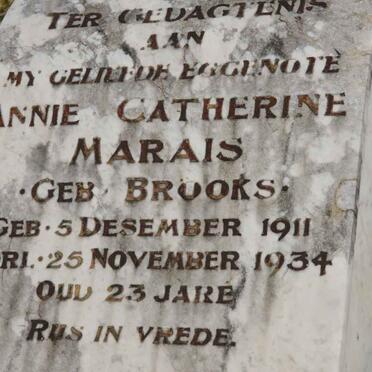 TER GEDAGTENIS
AAN
MY GELIEFDE EGGENOTE
ANNIE CATHERINE
MARAIS
·GEB BROOKS·
GEB·5 DESEMBER 1911
ORL·25 NOVEMBER 1934
OUD 23 JARE
RUS IN VREDE.